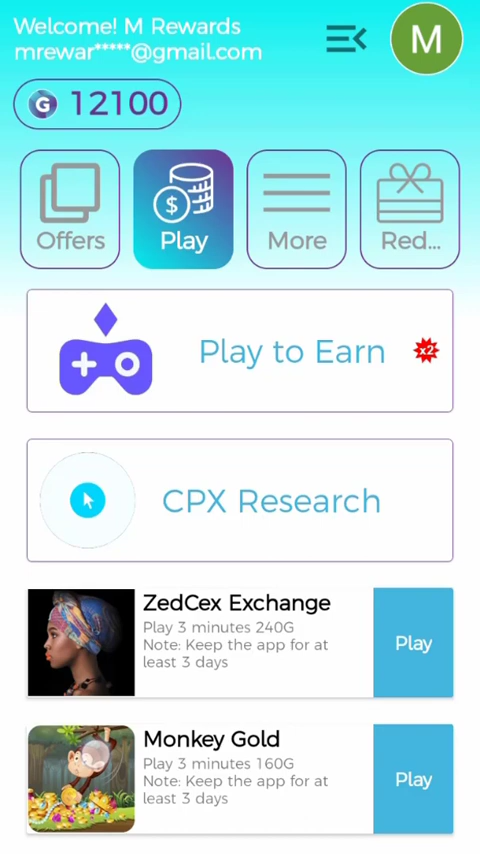 Welcome! M Rewards
mrewar*****@gmail.com
M
G 12100
Offers
Play
More
Red...
Play to Earn
x2
CPX Research
ZedCex Exchange
Play 3 minutes 240G
Note: Keep the app for at
least 3 days
Play
Monkey Gold
Play 3 minutes 160G
Note: Keep the app for at
least 3 days
Play